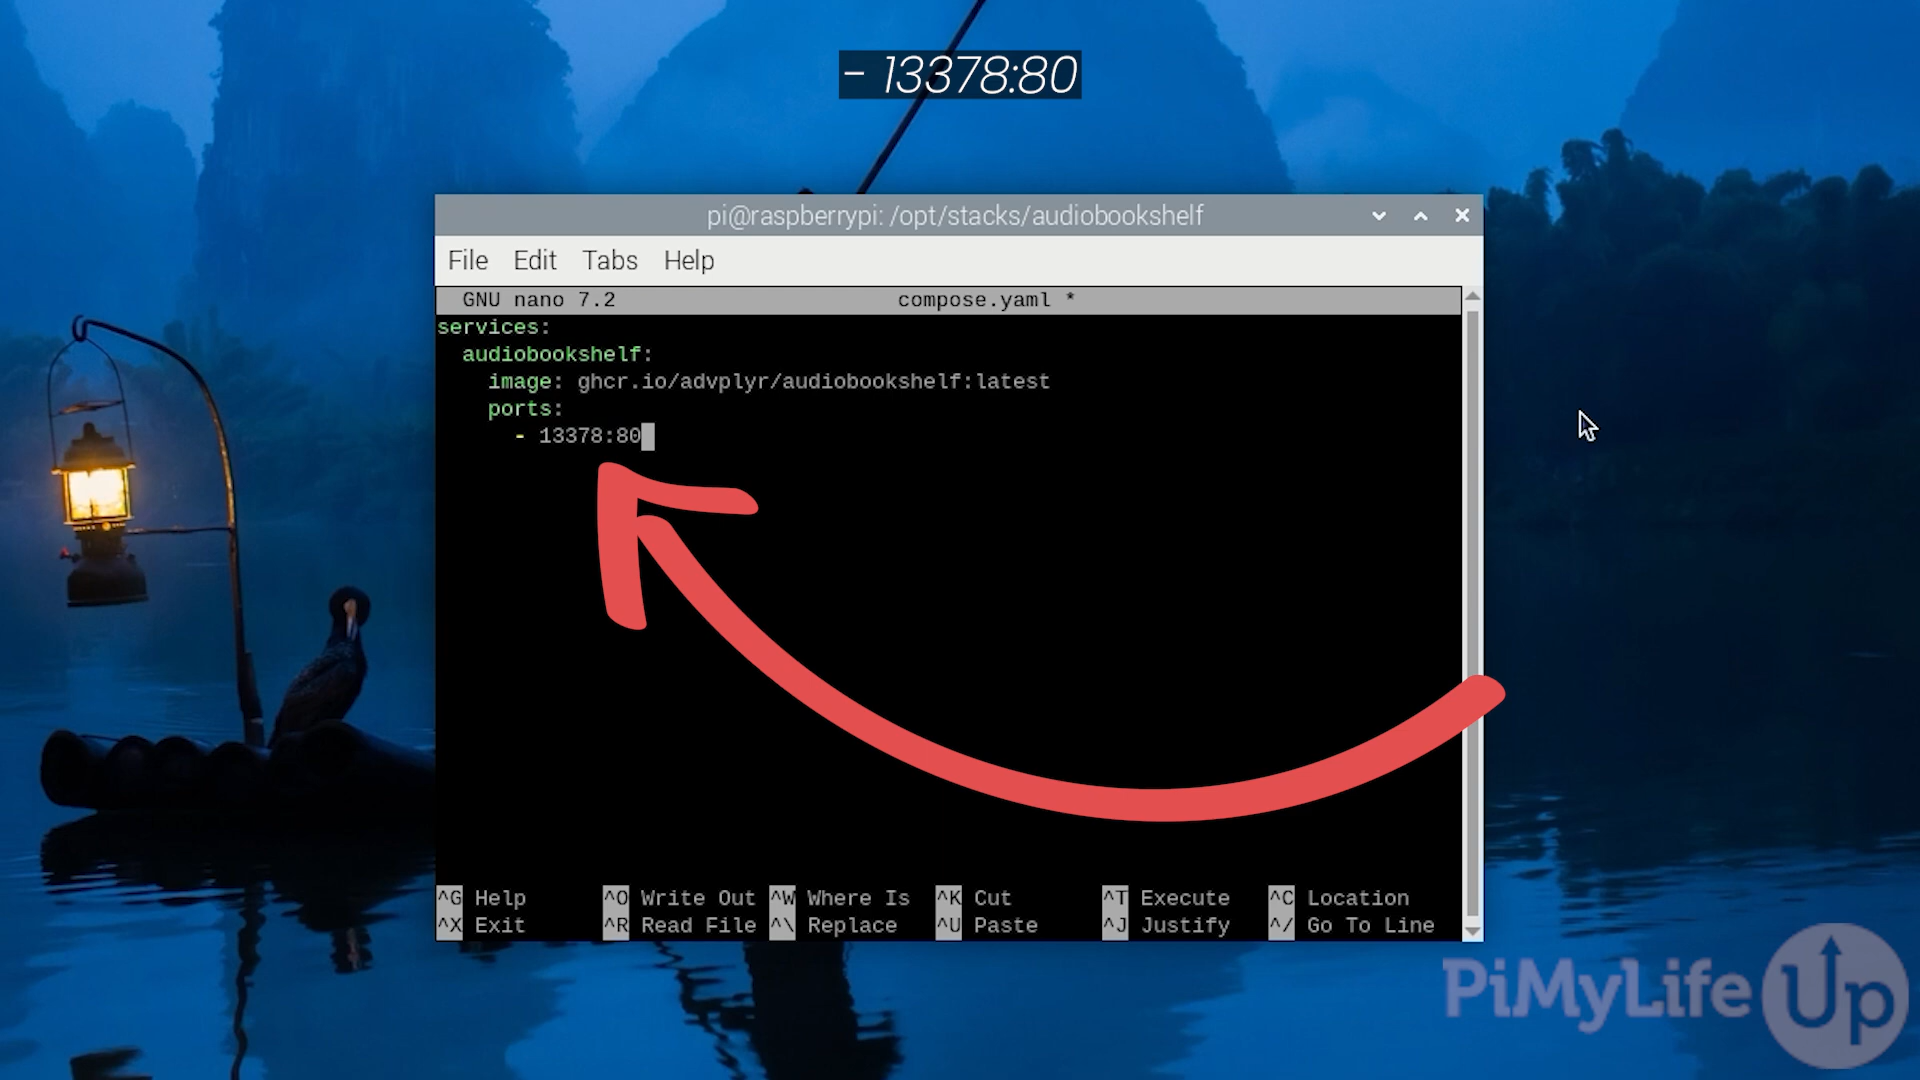 - 13378:80
pi@raspberrypi: /opt/stacks/audiobookshelf
File Edit Tabs Help
GNU nano 7.2 compose.yaml *
services:
  audiobookshelf:
    image: ghcr.io/advplyr/audiobookshelf:latest
    ports:
      - 13378:80
^G Help ^O Write Out ^W Where Is ^K Cut ^T Execute ^C Location
^X Exit ^R Read File ^\ Replace ^U Paste ^J Justify ^/ Go To Line
PiMyLifeUp